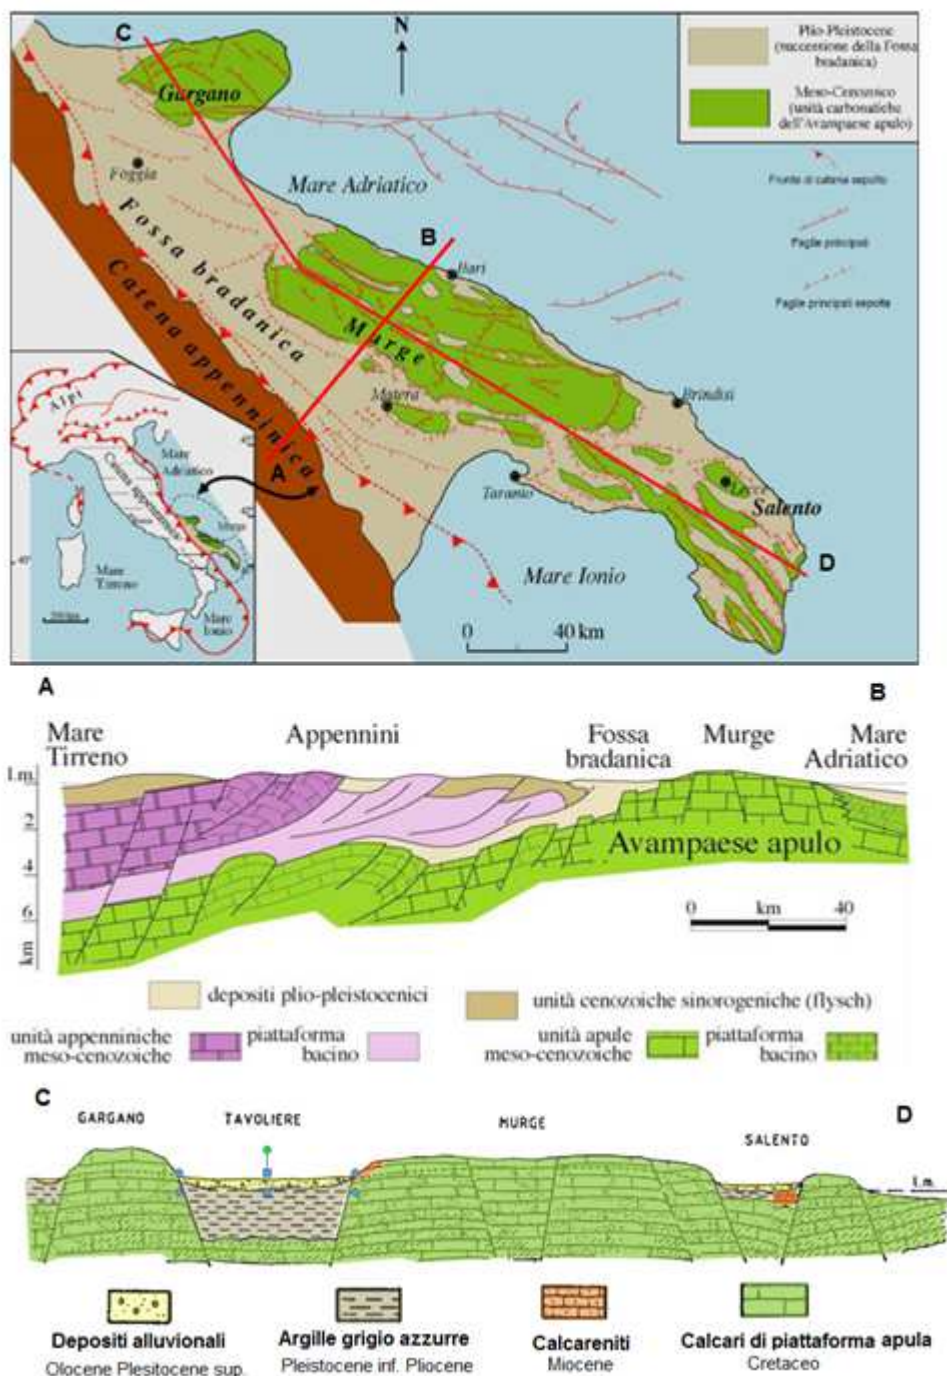 C
N
Plio-Pleistocene
(successione della Fossa
bradanica)
Meso-Cenozoico
(unità carbonatiche
dell'Avampaese apulo)
Fronte di catena sepolto
Faglie principali
Faglie principali sepolte
Gargano
Foggia
Mare Adriatico
Fossa bradanica
Catena appenninica
B
Bari
Murge
Matera
Brindisi
A
Taranto
Lecce
Salento
D
Mare Ionio
0 40 km
Alpi
Mare
Adriatico
Catena appenninica
Murge
Mare
Tirreno
Mare
Ionio
A
B
Mare
Tirreno
Appennini
Fossa
bradanica
Murge
Mare
Adriatico
l.m.
2
4
6
km
Avampaese apulo
0 km 40
depositi plio-pleistocenici
unità cenozoiche sinorogeniche (flysch)
unità appenniniche
meso-cenozoiche
piattaforma
bacino
unità apule
meso-cenozoiche
piattaforma
bacino
C
D
GARGANO
TAVOLIERE
MURGE
SALENTO
l.m.
Depositi alluvionali
Olocene Plesitocene sup.
Argille grigio azzurre
Pleistocene inf. Pliocene
Calcareniti
Miocene
Calcari di piattaforma apula
Cretaceo